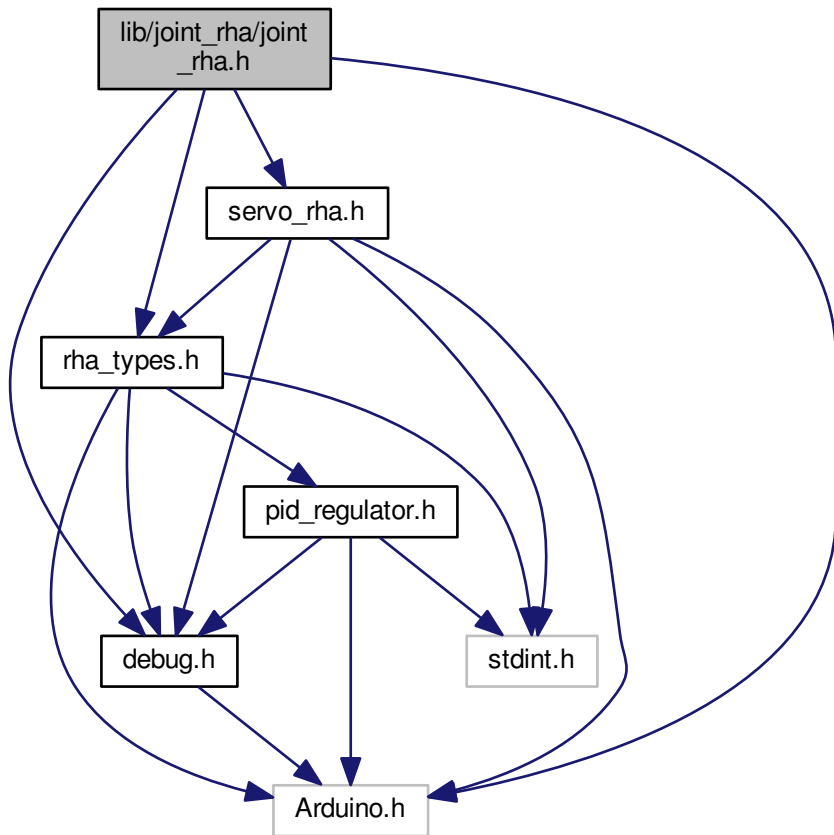 lib/joint_rha/joint
_rha.h
servo_rha.h
rha_types.h
pid_regulator.h
debug.h
stdint.h
Arduino.h